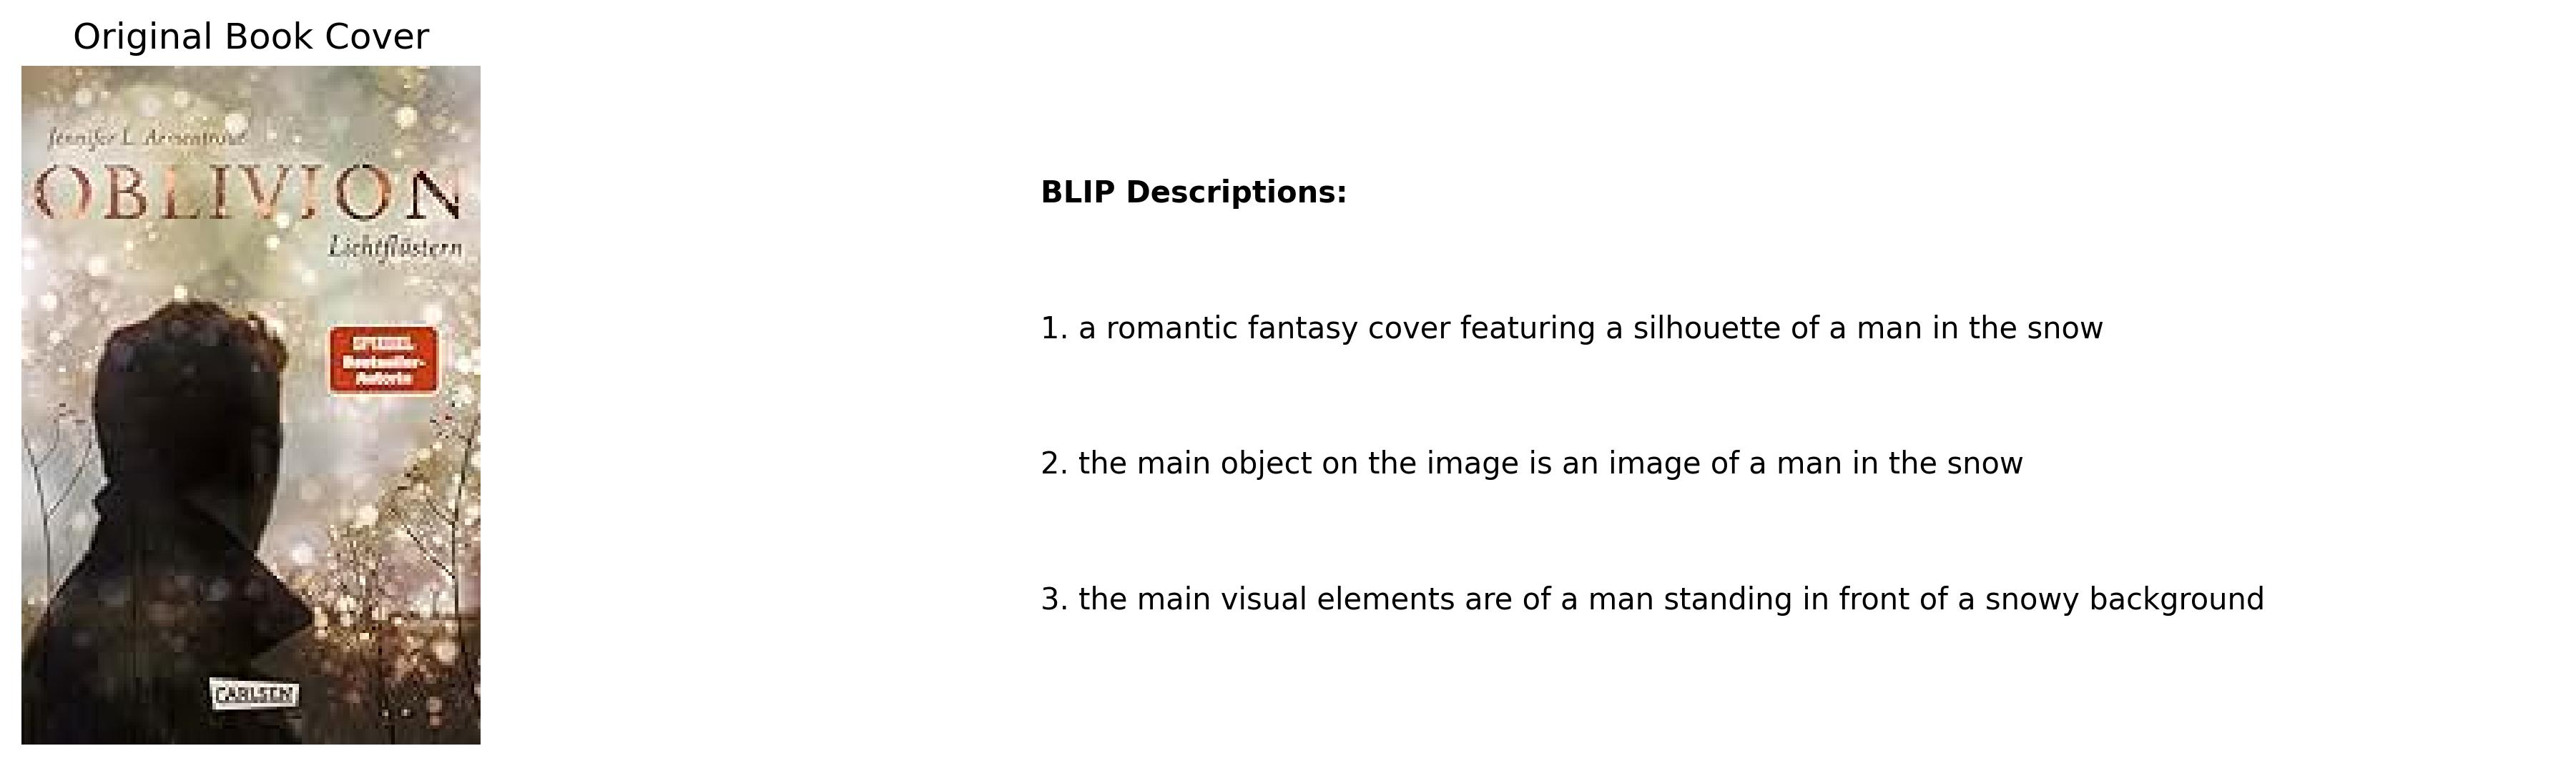 Original Book Cover
Jennifer L. Armentrout
OBLIVION
Lichtflüstern
SPIEGEL
Bestseller-
Autorin
CARLSEN
BLIP Descriptions:
1. a romantic fantasy cover featuring a silhouette of a man in the snow
2. the main object on the image is an image of a man in the snow
3. the main visual elements are of a man standing in front of a snowy background